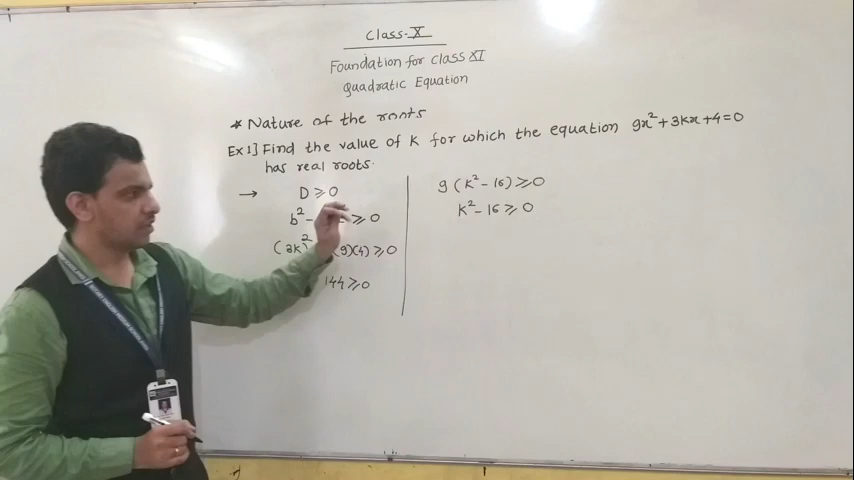 Class-X
Foundation for Class XI
Quadratic Equation
* Nature of the roots
Ex 1] Find the value of K for which the equation 9x²+3kx+4=0
has real roots.
→ D ⩾ 0
b² - ⩾ 0
(3k)² (9)(4) ⩾ 0
144 ⩾ 0
9 (K² - 16) ⩾ 0
K² - 16 ⩾ 0